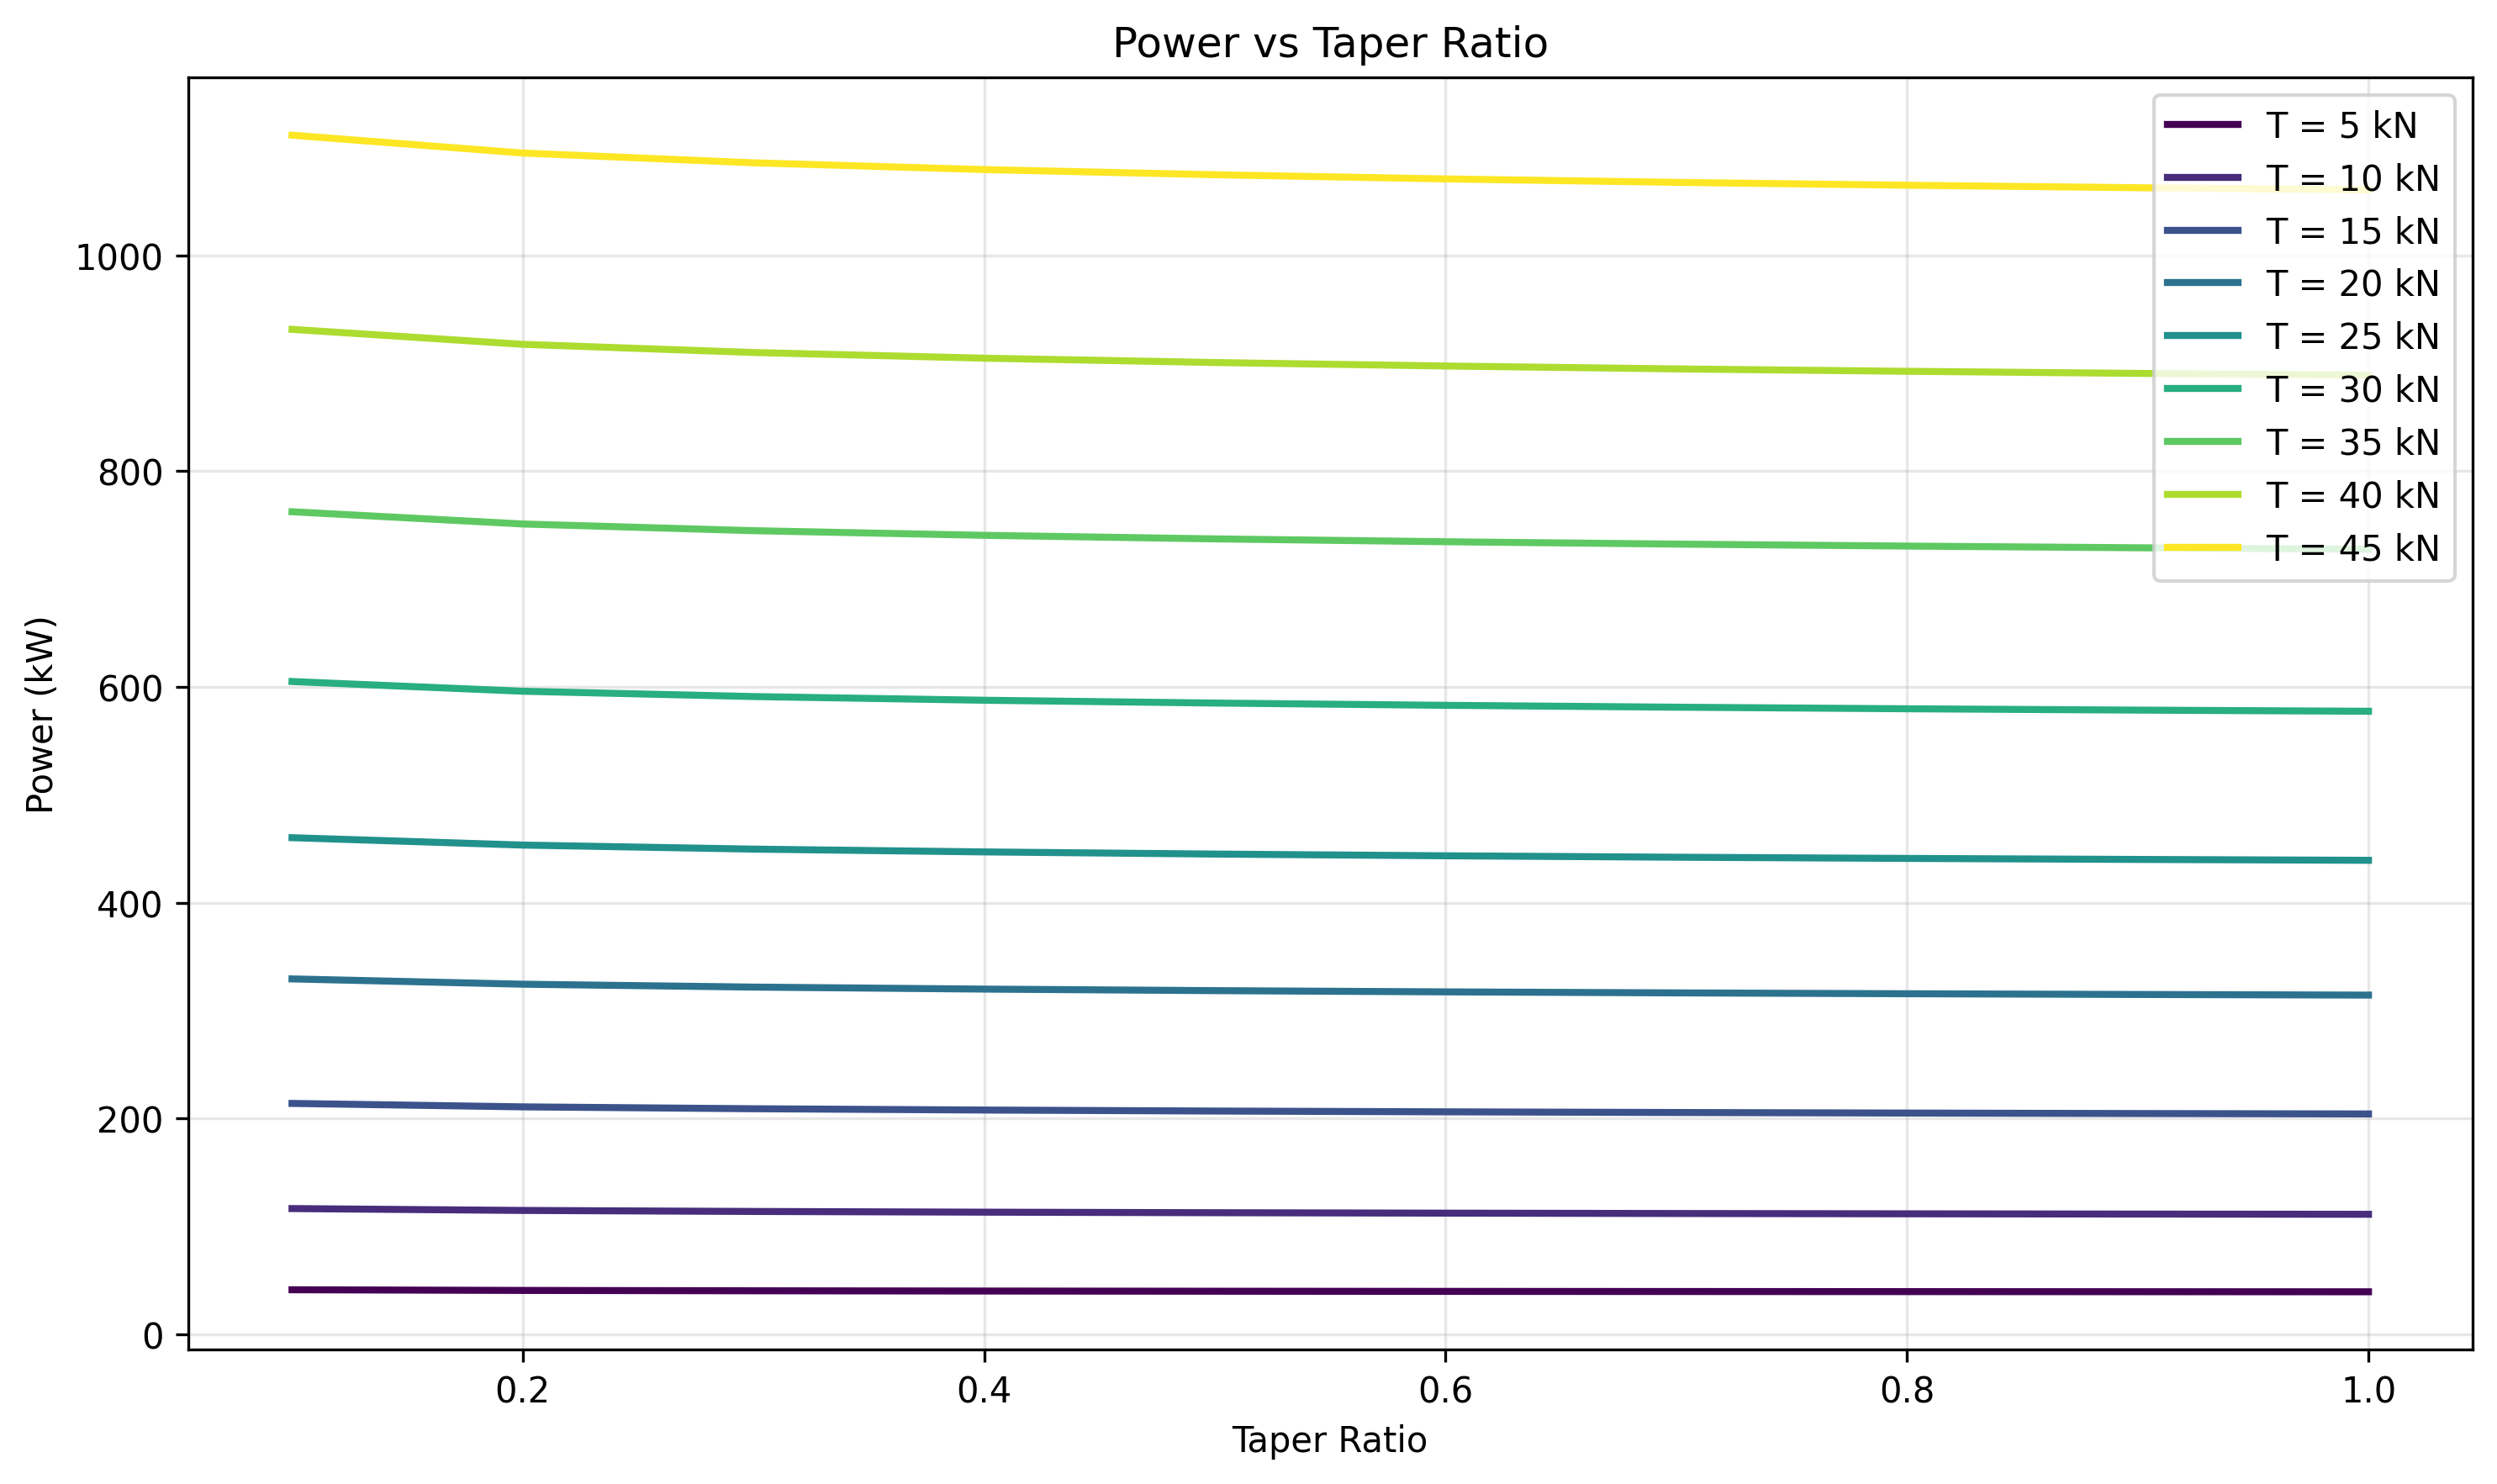 Power vs Taper Ratio
T = 5 kN
T = 10 kN
T = 15 kN
T = 20 kN
T = 25 kN
T = 30 kN
T = 35 kN
T = 40 kN
T = 45 kN
1000
800
600
400
200
0
Power (kW)
0.2
0.4
0.6
0.8
1.0
Taper Ratio